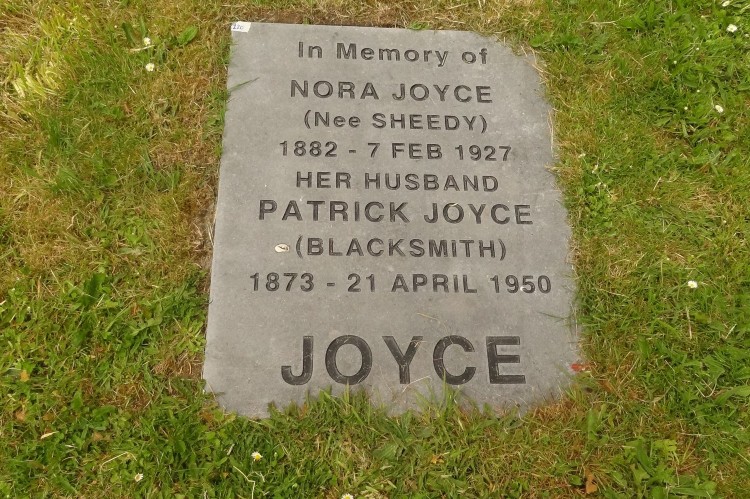 In Memory of
NORA JOYCE
(Nee SHEEDY)
1882 - 7 FEB 1927
HER HUSBAND
PATRICK JOYCE
(BLACKSMITH)
1873 - 21 APRIL 1950
JOYCE